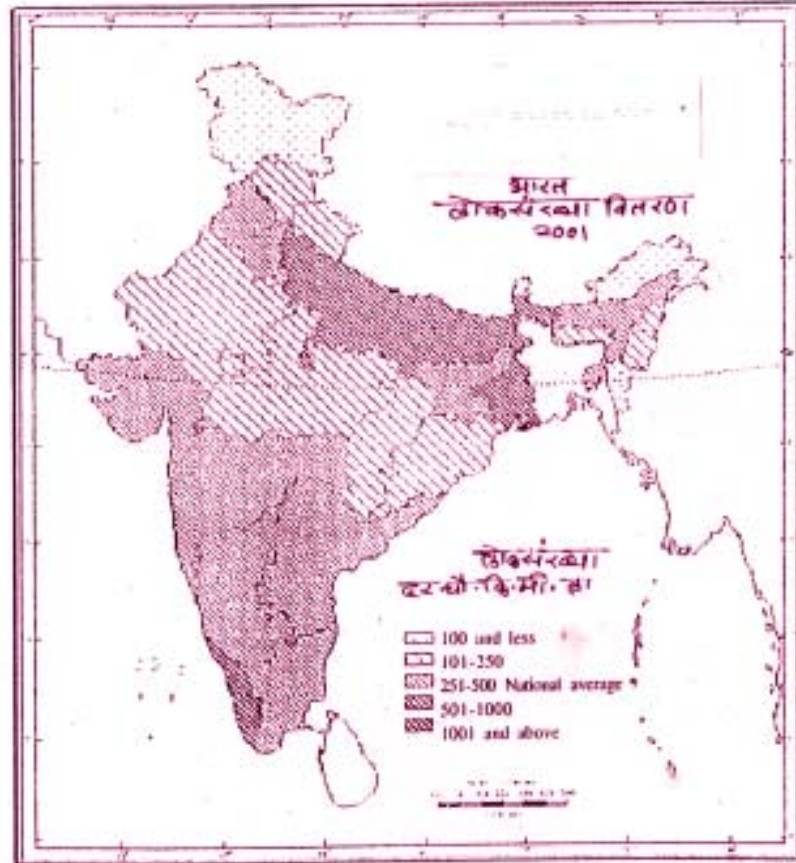 भारत
लोकसंख्या वितरण
२००१
लोकसंख्या
दर चौ. कि. मी. ला
100 and less
101-250
251-500 National average
501-1000
1001 and above